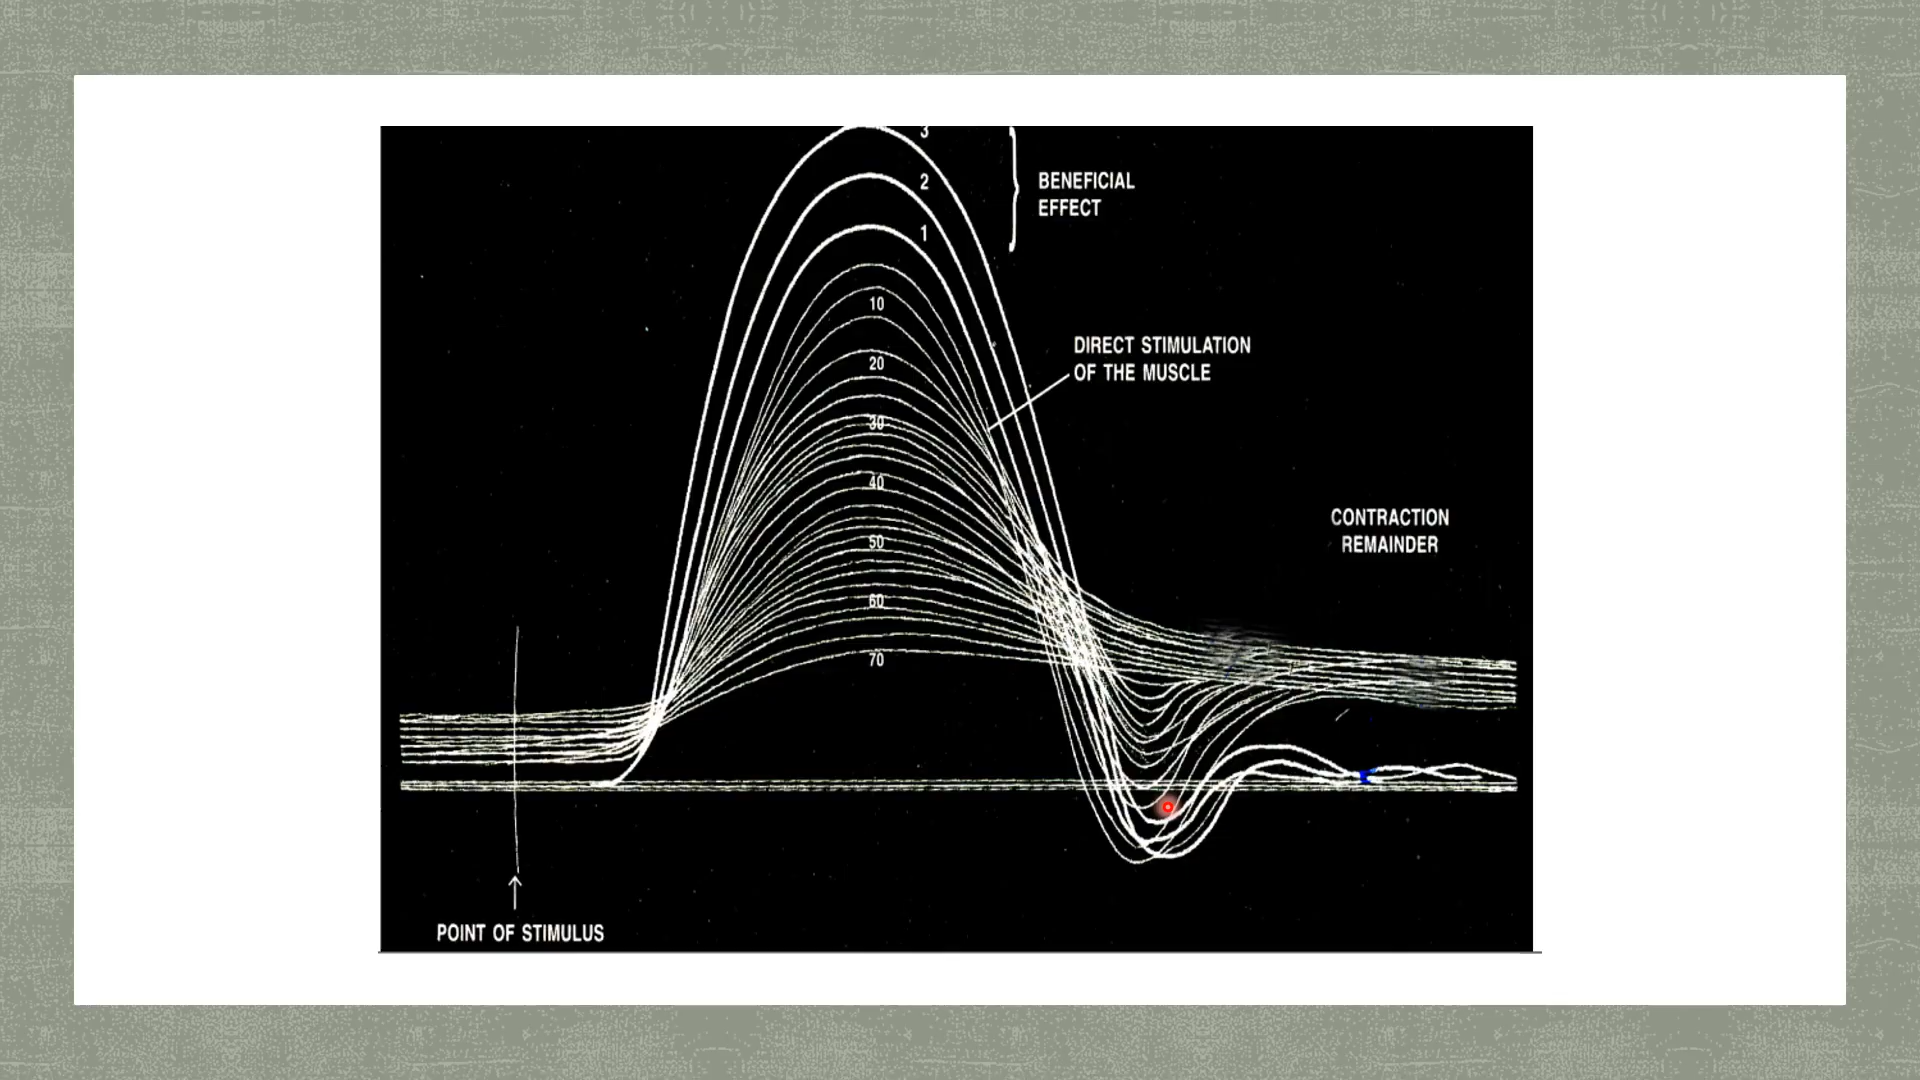 3
2
1
BENEFICIAL
EFFECT
10
DIRECT STIMULATION
OF THE MUSCLE
20
30
40
CONTRACTION
REMAINDER
50
60
70
POINT OF STIMULUS